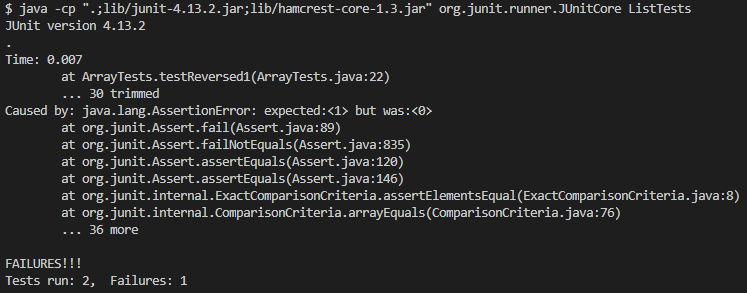 $ java -cp ".;lib/junit-4.13.2.jar;lib/hamcrest-core-1.3.jar" org.junit.runner.JUnitCore ListTests
JUnit version 4.13.2
.
Time: 0.007
        at ArrayTests.testReversed1(ArrayTests.java:22)
        ... 30 trimmed
Caused by: java.lang.AssertionError: expected:<1> but was:<0>
        at org.junit.Assert.fail(Assert.java:89)
        at org.junit.Assert.failNotEquals(Assert.java:835)
        at org.junit.Assert.assertEquals(Assert.java:120)
        at org.junit.Assert.assertEquals(Assert.java:146)
        at org.junit.internal.ExactComparisonCriteria.assertElementsEqual(ExactComparisonCriteria.java:8)
        at org.junit.internal.ComparisonCriteria.arrayEquals(ComparisonCriteria.java:76)
        ... 36 more

FAILURES!!!
Tests run: 2,  Failures: 1